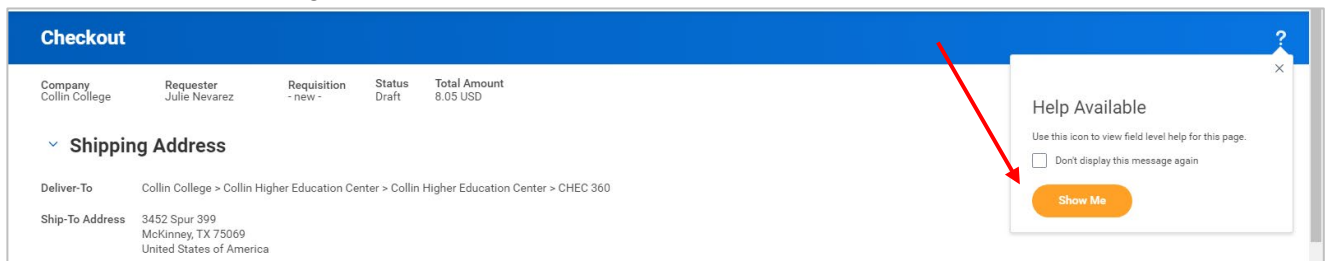 Checkout
?
Company Requester Requisition Status Total Amount
Collin College Julie Nevarez - new - Draft 8.05 USD
Shipping Address
Deliver-To Collin College > Collin Higher Education Center > Collin Higher Education Center > CHEC 360
Ship-To Address 3452 Spur 399
McKinney, TX 75069
United States of America
Help Available
Use this icon to view field level help for this page.
Don't display this message again
Show Me